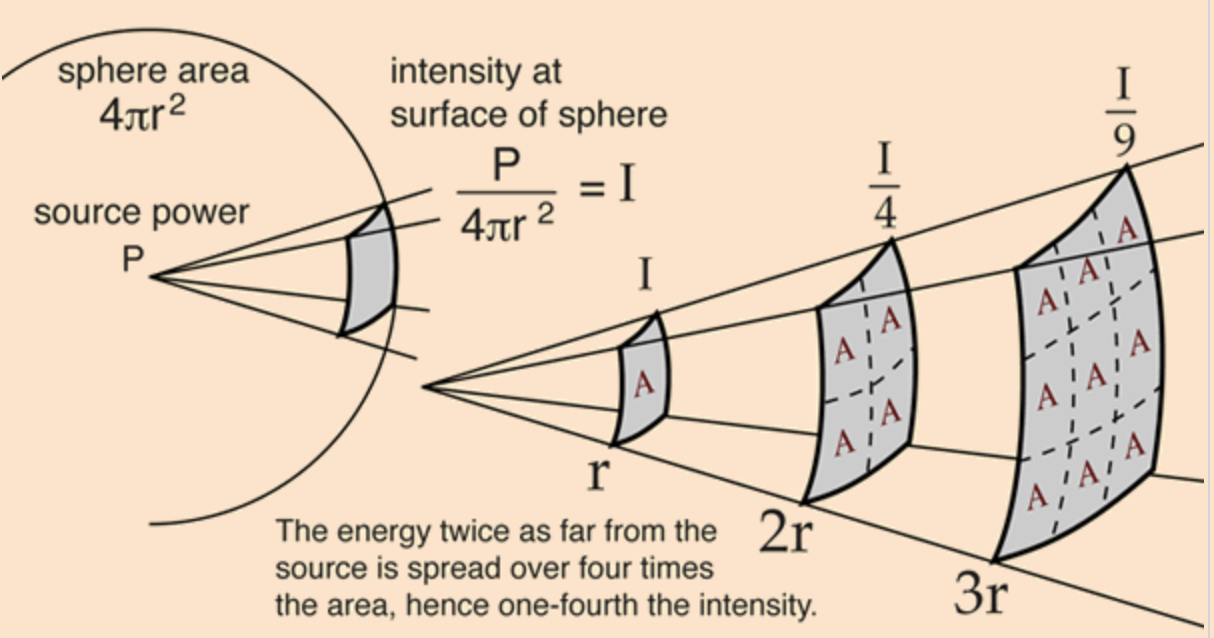 sphere area
4πr²
source power
P
intensity at
surface of sphere
P
4πr² = I
I
I
4
I
9
A
A
A
A
A
A
A
A
A
A
A
A
A
A
r
2r
3r
The energy twice as far from the
source is spread over four times
the area, hence one-fourth the intensity.